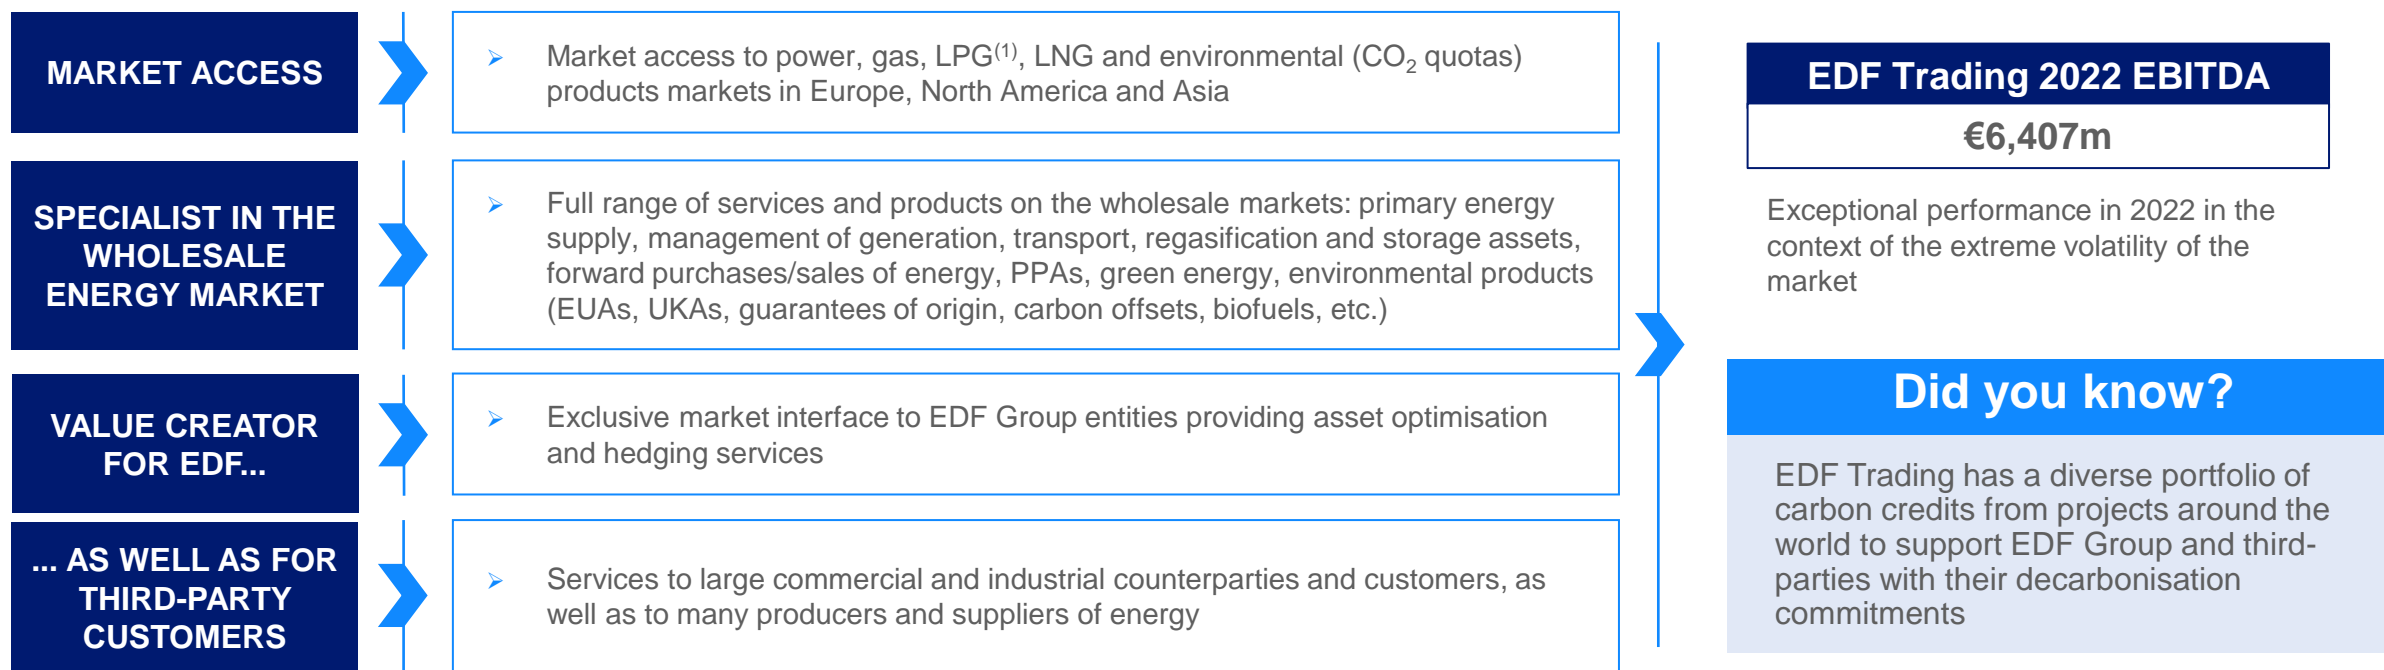 MARKET ACCESS
➢ Market access to power, gas, LPG⁽¹⁾, LNG and environmental (CO₂ quotas)
products markets in Europe, North America and Asia
SPECIALIST IN THE
WHOLESALE
ENERGY MARKET
➢ Full range of services and products on the wholesale markets: primary energy
supply, management of generation, transport, regasification and storage assets,
forward purchases/sales of energy, PPAs, green energy, environmental products
(EUAs, UKAs, guarantees of origin, carbon offsets, biofuels, etc.)
VALUE CREATOR
FOR EDF...
➢ Exclusive market interface to EDF Group entities providing asset optimisation
and hedging services
... AS WELL AS FOR
THIRD-PARTY
CUSTOMERS
➢ Services to large commercial and industrial counterparties and customers, as
well as to many producers and suppliers of energy
EDF Trading 2022 EBITDA
€6,407m
Exceptional performance in 2022 in the
context of the extreme volatility of the
market
Did you know?
EDF Trading has a diverse portfolio of
carbon credits from projects around the
world to support EDF Group and third-
parties with their decarbonisation
commitments